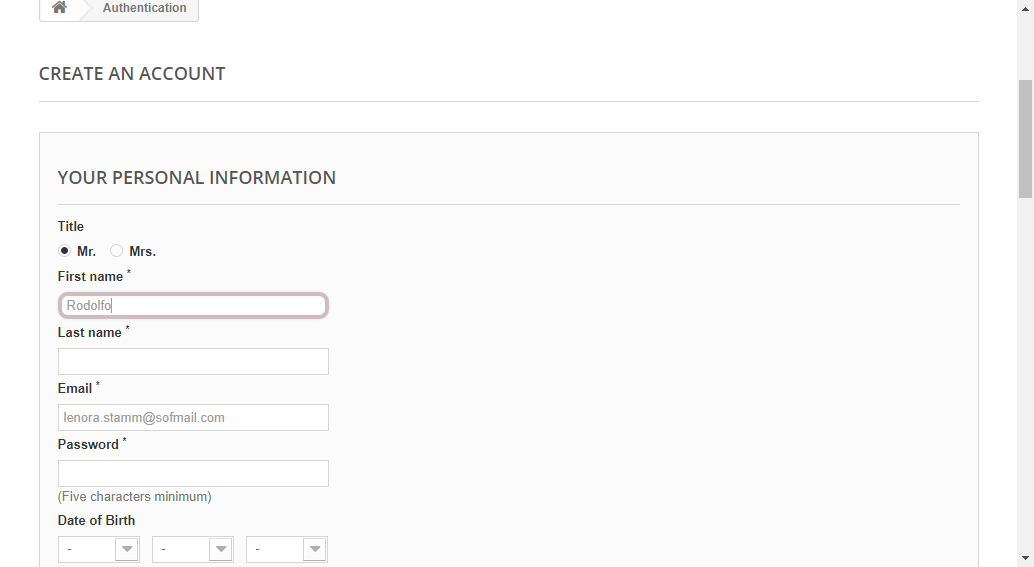 Authentication
CREATE AN ACCOUNT
YOUR PERSONAL INFORMATION
Title
Mr. Mrs.
First name *
Rodolfo
Last name *
Email *
lenora.stamm@sofmail.com
Password *
(Five characters minimum)
Date of Birth
- - -